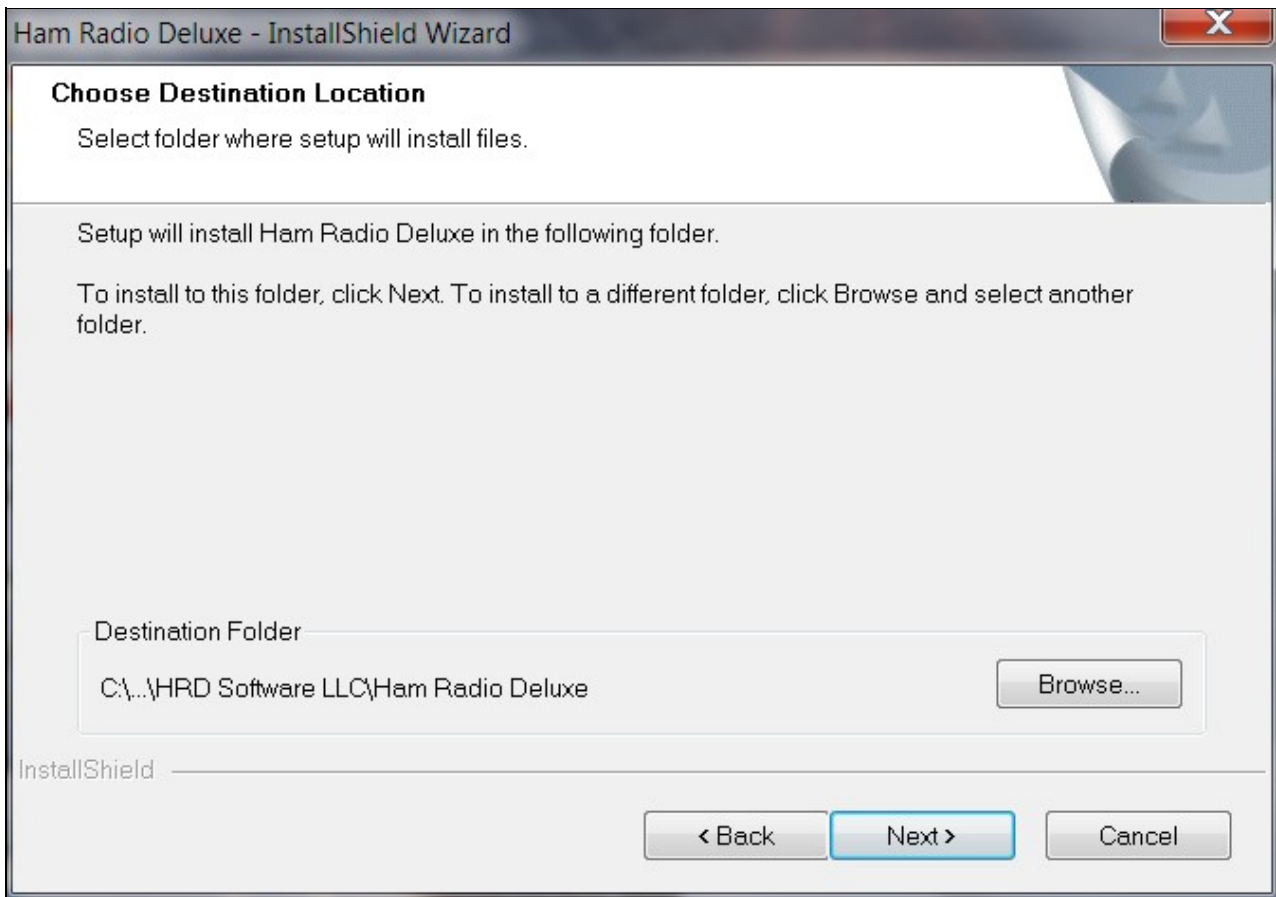 Ham Radio Deluxe - InstallShield Wizard
Choose Destination Location
Select folder where setup will install files.
Setup will install Ham Radio Deluxe in the following folder.
To install to this folder, click Next. To install to a different folder, click Browse and select another
folder.
Destination Folder
C:\...\HRD Software LLC\Ham Radio Deluxe
Browse...
InstallShield
< Back
Next >
Cancel